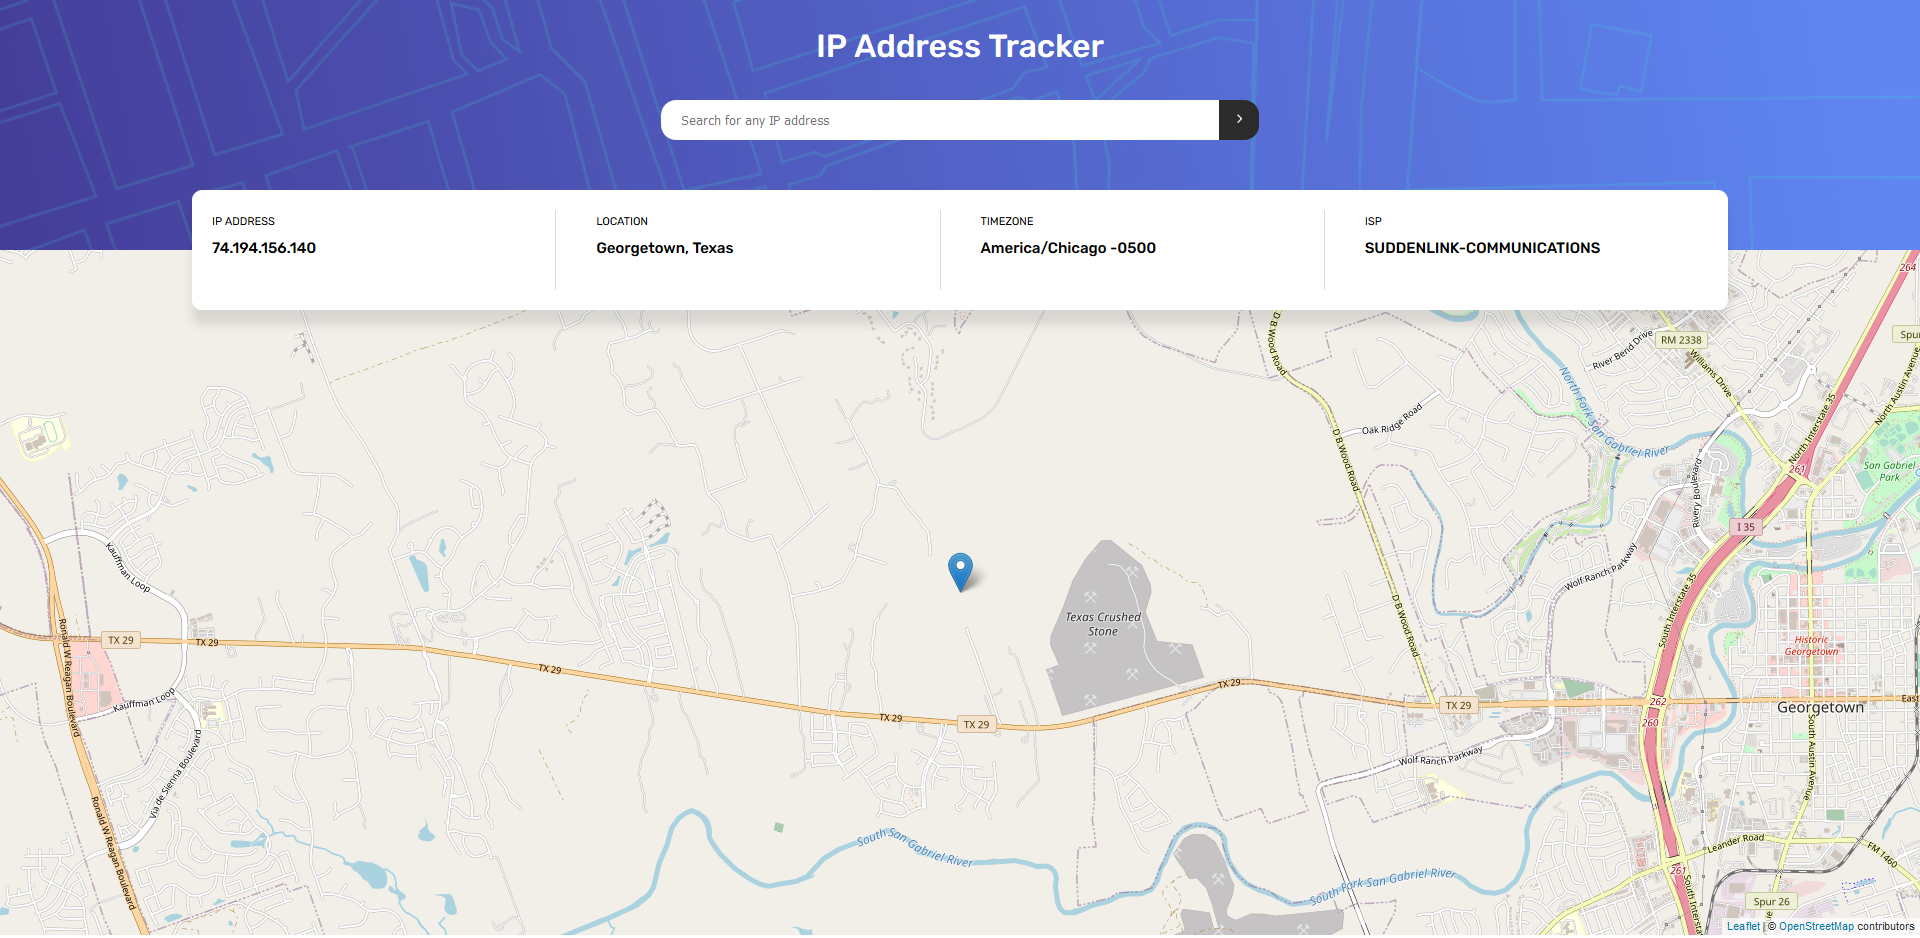 IP Address Tracker
Search for any IP address
IP ADDRESS
74.194.156.140
LOCATION
Georgetown, Texas
TIMEZONE
America/Chicago -0500
ISP
SUDDENLINK-COMMUNICATIONS
264
D B Wood Road
RM 2338
Spur
River Bend Drive
Williams Drive
North Fork San Gabriel River
North Interstate 35
North Austin Avenue
Oak Ridge Road
D B Wood Road
261
San Gabriel
Park
Rivery Boulevard
I 35
Kauffman Loop
Wolf Ranch Parkway
D B Wood Road
South Interstate 35
Texas Crushed
Stone
Ronald W Reagan Boulevard
TX 29
TX 29
TX 29
Historic
Georgetown
TX 29
Kauffman Loop
TX 29
TX 29
TX 29
262
260
East
Georgetown
South Austin Avenue
Via de Sienna Boulevard
Wolf Ranch Parkway
Ronald W Reagan Boulevard
South San Gabriel River
Leander Road
FM 1460
261
South Fork San Gabriel River
South Inters
Spur 26
Leaflet | © OpenStreetMap contributors